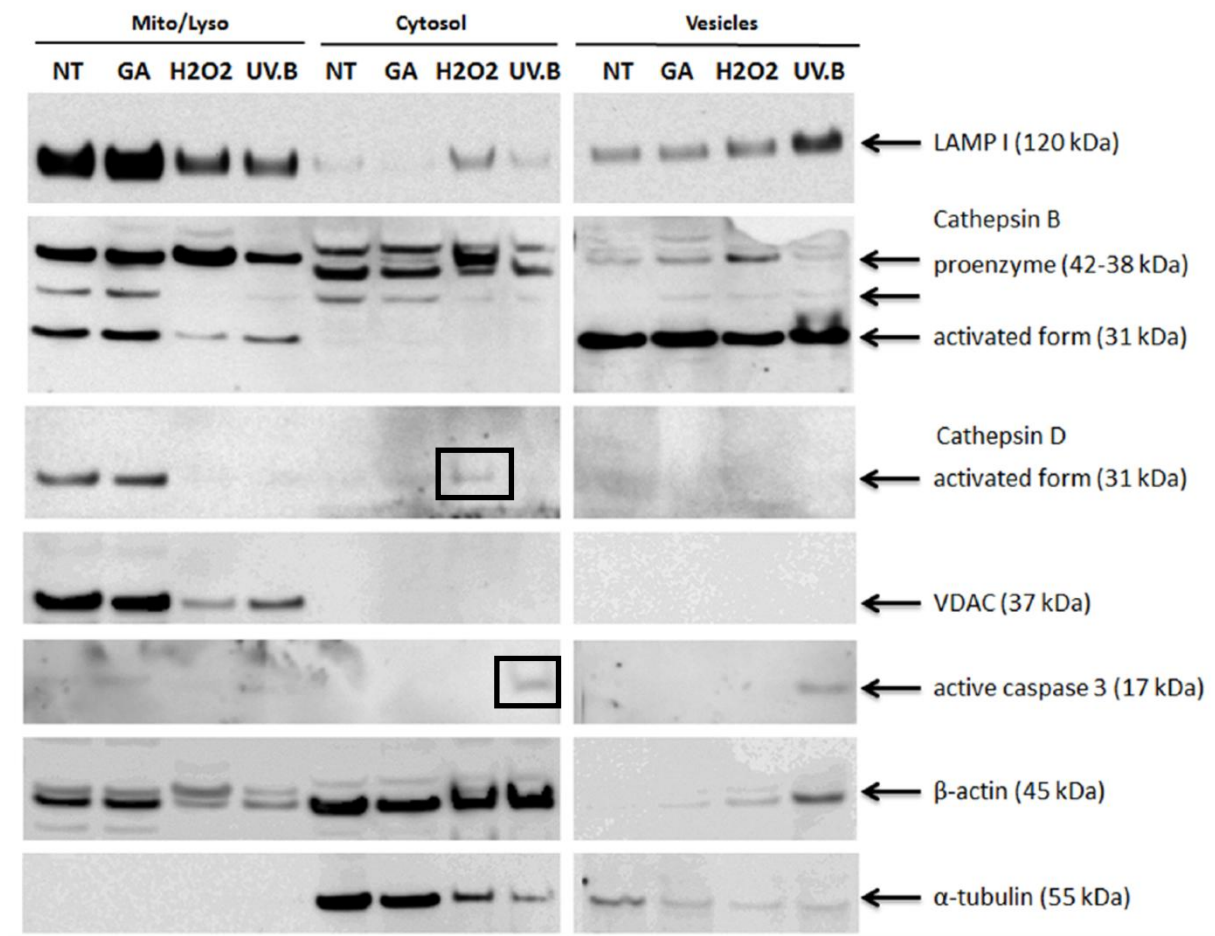 Mito/Lyso Cytosol Vesicles
NT GA H2O2 UV.B NT GA H2O2 UV.B NT GA H2O2 UV.B
LAMP I (120 kDa)
Cathepsin B
proenzyme (42-38 kDa)
activated form (31 kDa)
Cathepsin D
activated form (31 kDa)
VDAC (37 kDa)
active caspase 3 (17 kDa)
β-actin (45 kDa)
α-tubulin (55 kDa)